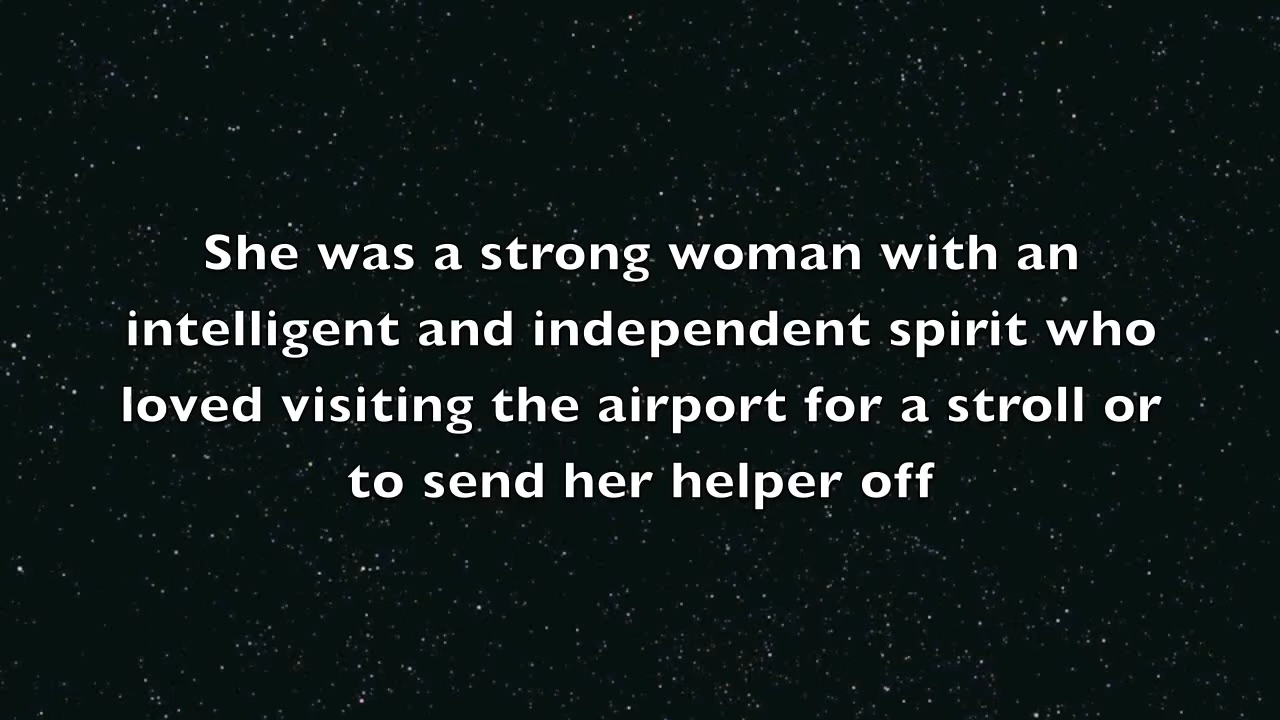 She was a strong woman with an
intelligent and independent spirit who
loved visiting the airport for a stroll or
to send her helper off